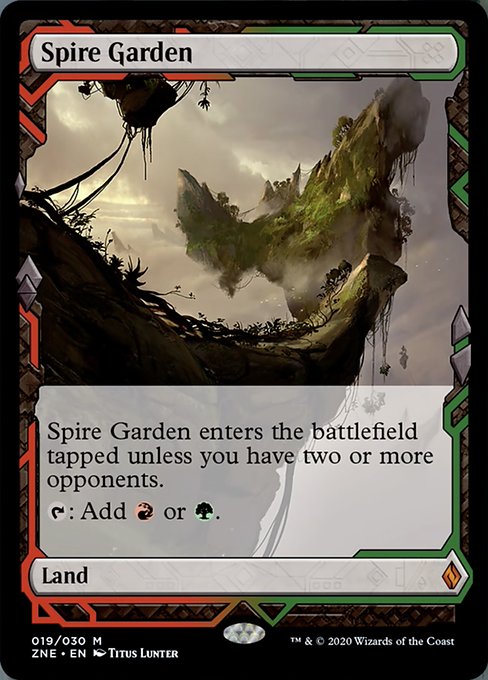 Spire Garden
Spire Garden enters the battlefield
tapped unless you have two or more
opponents.
: Add or .
Land
019/030 M
ZNE • EN Titus Lunter
™ & © 2020 Wizards of the Coast